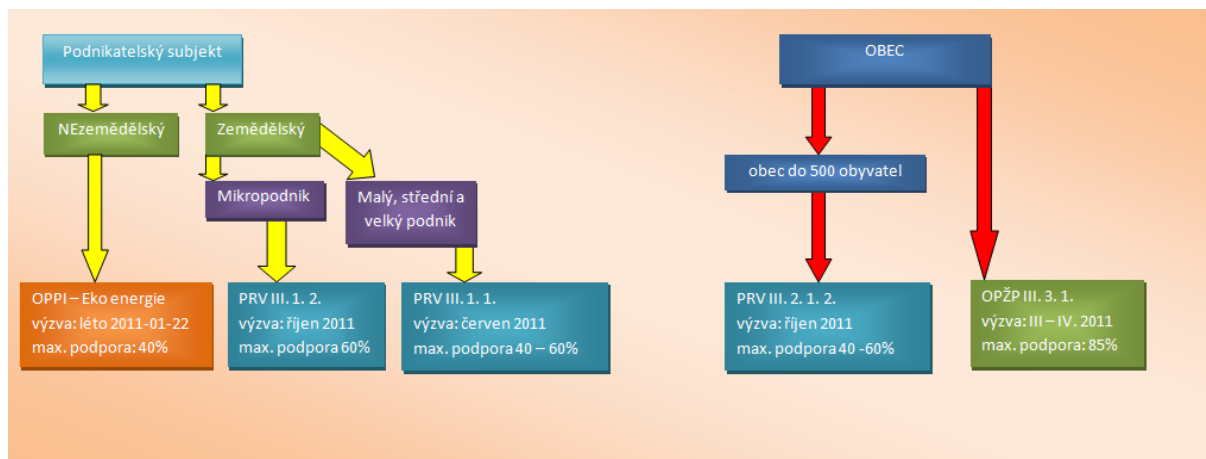 Podnikatelský subjekt
OBEC
NEzemědělský
Zemědělský
obec do 500 obyvatel
Mikropodnik
Malý, střední a
velký podnik
OPPI – Eko energie
výzva: léto 2011-01-22
max. podpora: 40%
PRV III. 1. 2.
výzva: říjen 2011
max. podpora 60%
PRV III. 1. 1.
výzva: červen 2011
max. podpora 40 – 60%
PRV III. 2. 1. 2.
výzva: říjen 2011
max. podpora 40 -60%
OPŽP III. 3. 1.
výzva: III – IV. 2011
max. podpora: 85%